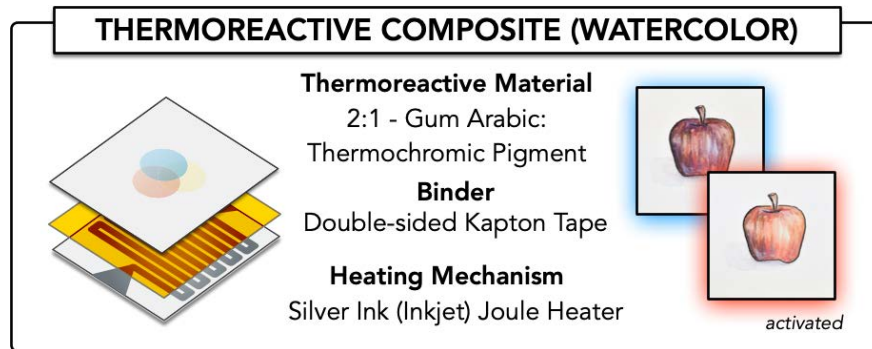 THERMOREACTIVE COMPOSITE (WATERCOLOR)
Thermoreactive Material
2:1 - Gum Arabic:
Thermochromic Pigment
Binder
Double-sided Kapton Tape
Heating Mechanism
Silver Ink (Inkjet) Joule Heater
activated